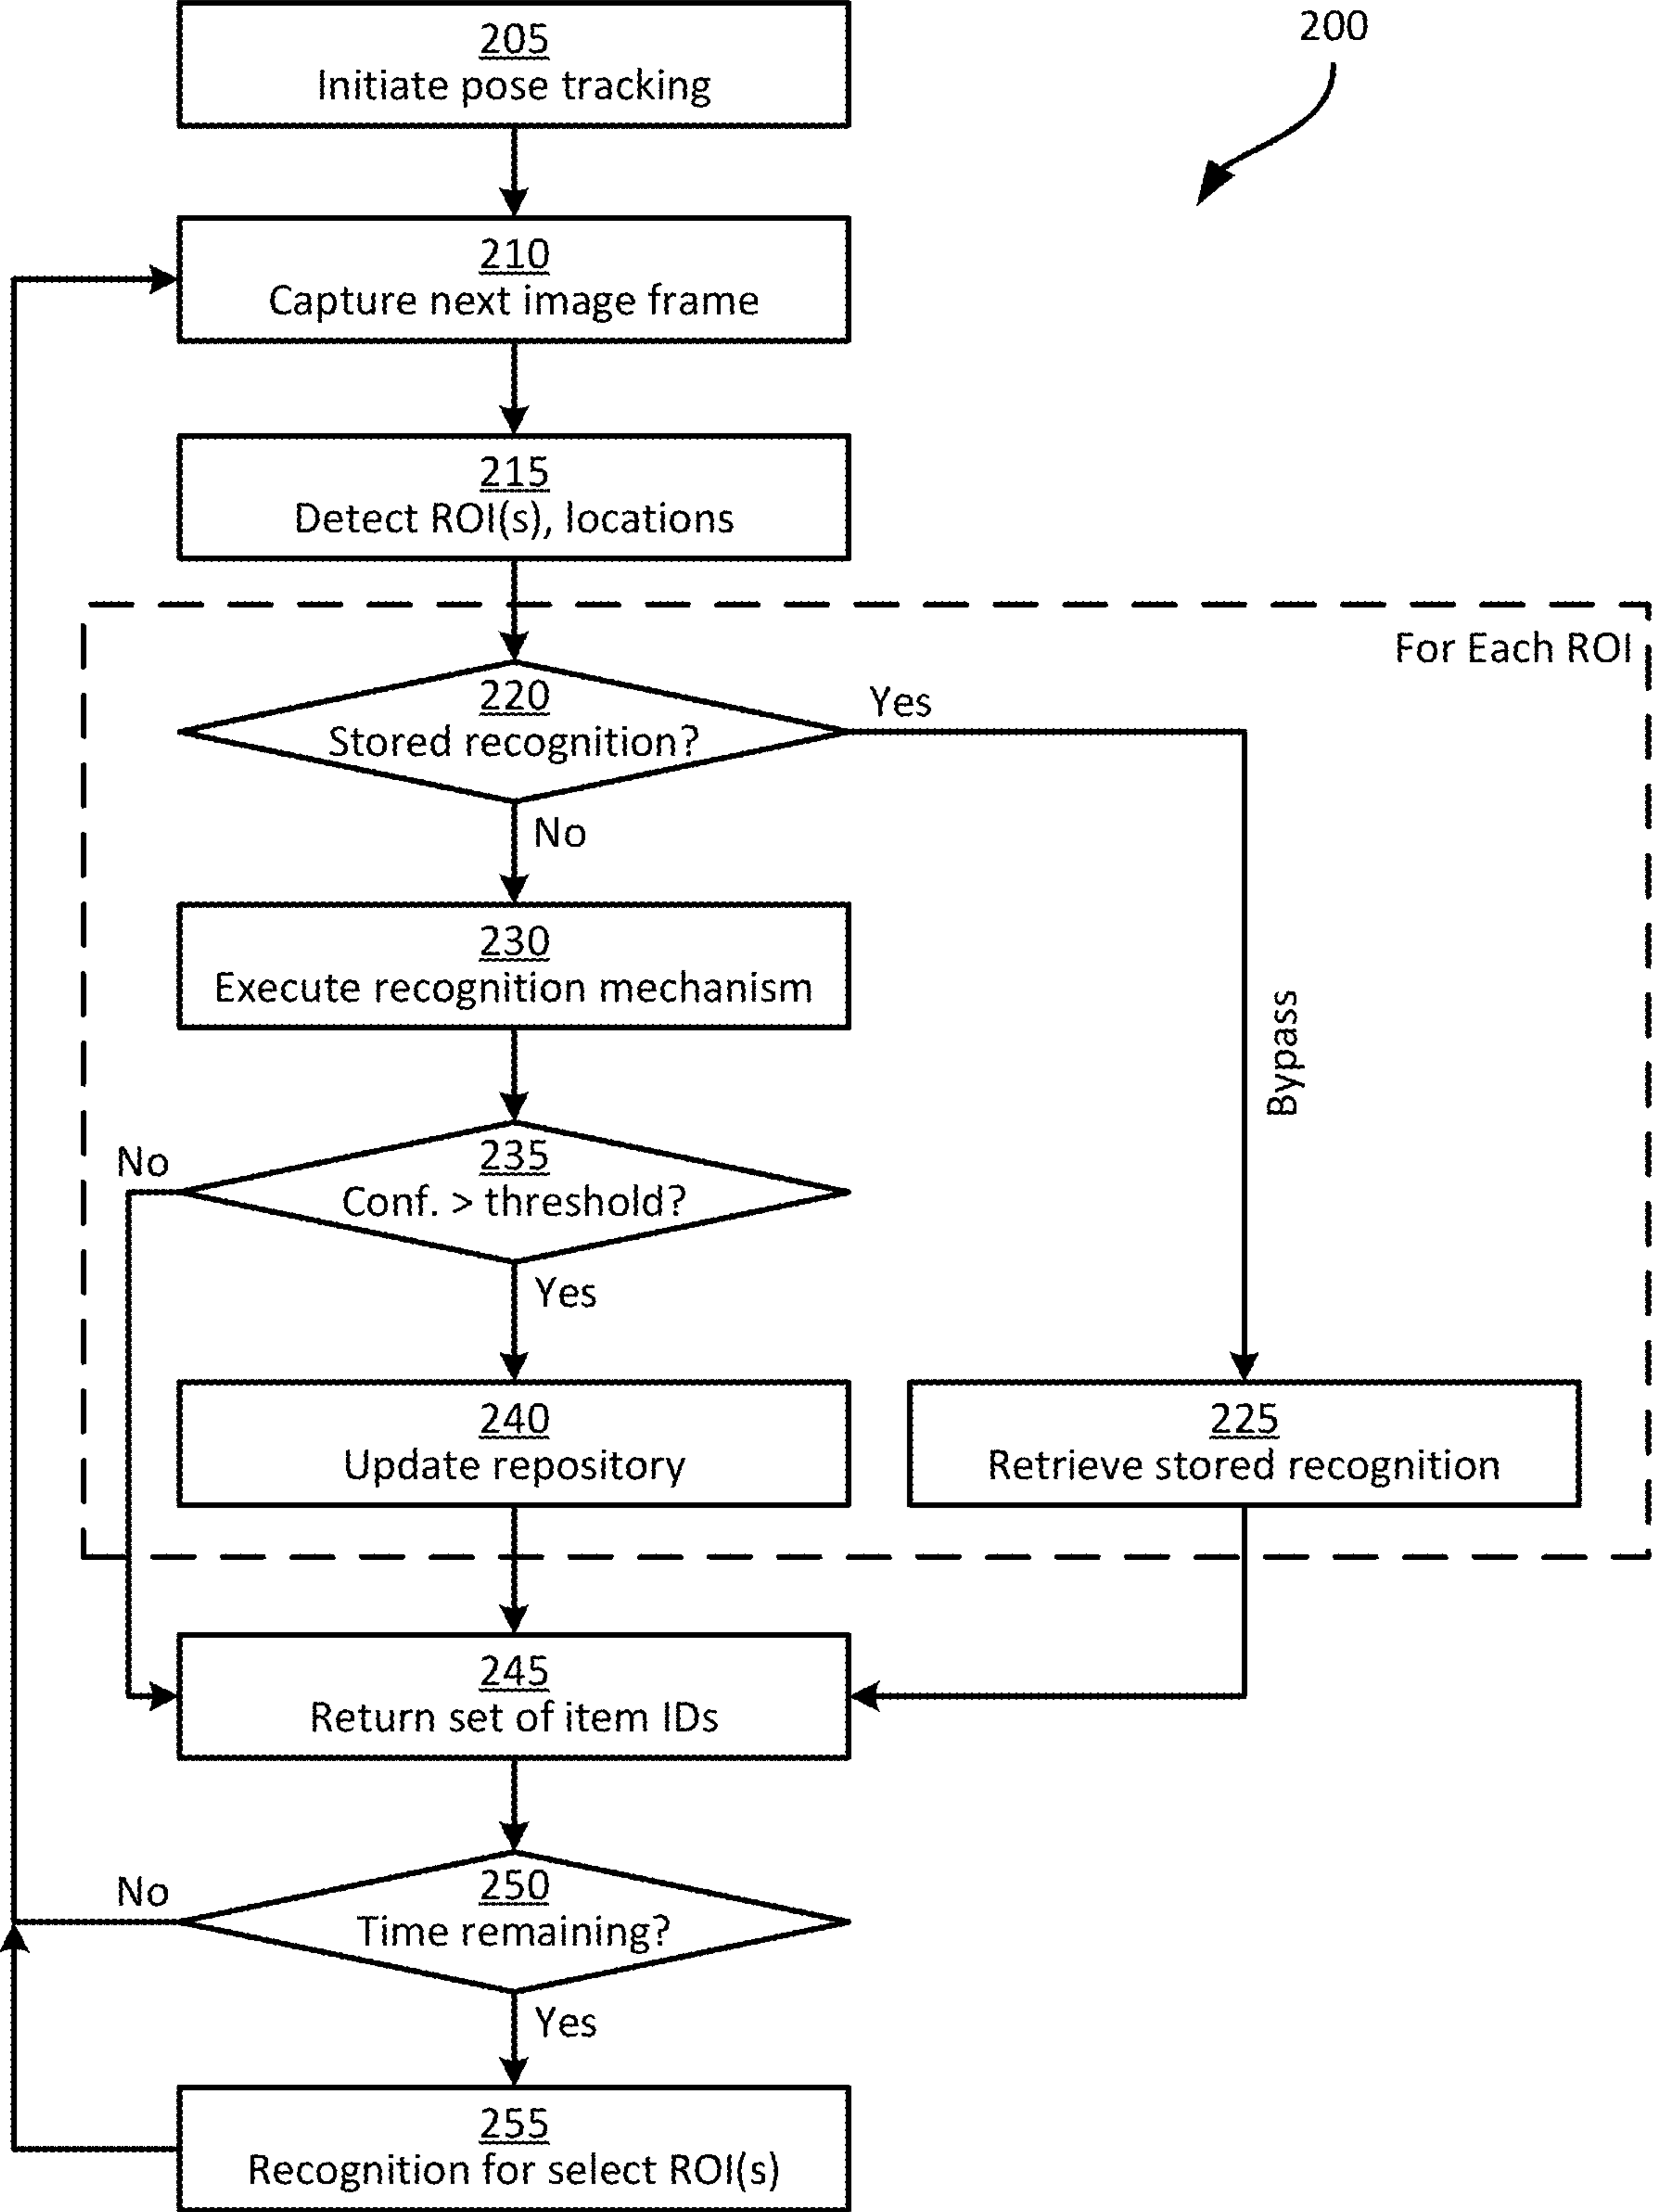 205
Initiate pose tracking
200
210
Capture next image frame
215
Detect ROI(s), locations
For Each ROI
220
Stored recognition?
Yes
No
230
Execute recognition mechanism
Bypass
235
Conf. > threshold?
No
Yes
240
Update repository
225
Retrieve stored recognition
245
Return set of item IDs
250
Time remaining?
No
Yes
255
Recognition for select ROI(s)